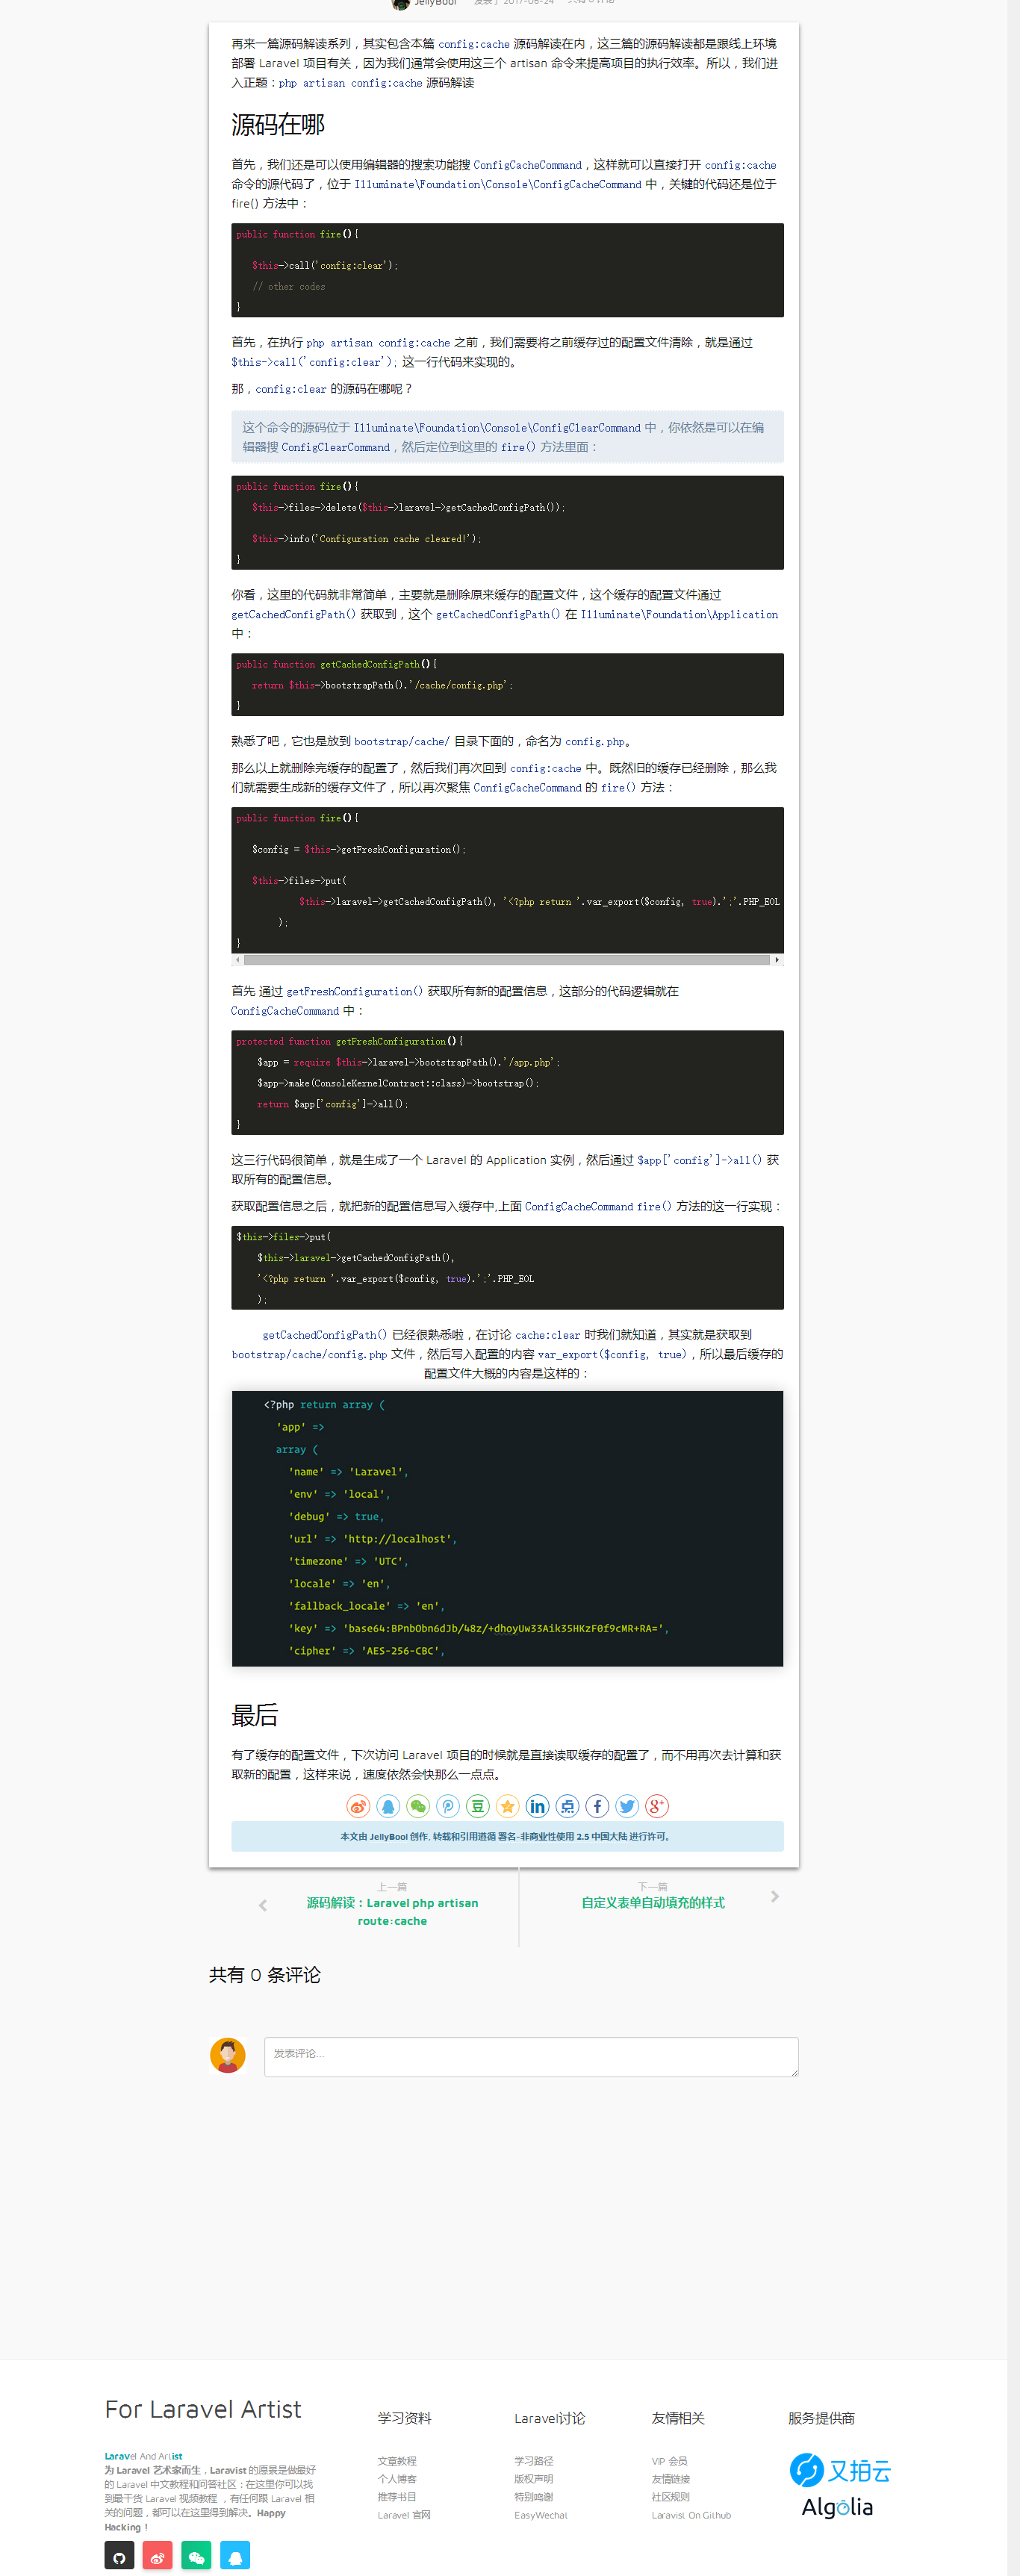 JellyBool 发表于 2017-06-24 共有 0 评论
再来一篇源码解读系列，其实包含本篇 config:cache 源码解读在内，这三篇的源码解读都是跟线上环境
部署 Laravel 项目有关，因为我们通常会使用这三个 artisan 命令来提高项目的执行效率。所以，我们进
入正题：php artisan config:cache 源码解读
源码在哪
首先，我们还是可以使用编辑器的搜索功能搜 ConfigCacheCommand，这样就可以直接打开 config:cache
命令的源代码了，位于 Illuminate\Foundation\Console\ConfigCacheCommand 中，关键的代码还是位于
fire() 方法中：
public function fire(){
$this->call('config:clear');
// other codes
}
首先，在执行 php artisan config:cache 之前，我们需要将之前缓存过的配置文件清除，就是通过
$this->call('config:clear'); 这一行代码来实现的。
那，config:clear 的源码在哪呢？
这个命令的源码位于 Illuminate\Foundation\Console\ConfigClearCommand 中，你依然是可以在编
辑器搜 ConfigClearCommand，然后定位到这里的 fire() 方法里面：
public function fire(){
$this->files->delete($this->laravel->getCachedConfigPath());
$this->info('Configuration cache cleared!');
}
你看，这里的代码就非常简单，主要就是删除原来缓存的配置文件，这个缓存的配置文件通过
getCachedConfigPath() 获取到，这个 getCachedConfigPath() 在 Illuminate\Foundation\Application
中：
public function getCachedConfigPath(){
return $this->bootstrapPath().'/cache/config.php';
}
熟悉了吧，它也是放到 bootstrap/cache/ 目录下面的，命名为 config.php。
那么以上就删除完缓存的配置了，然后我们再次回到 config:cache 中。既然旧的缓存已经删除，那么我
们就需要生成新的缓存文件了，所以再次聚焦 ConfigCacheCommand 的 fire() 方法：
public function fire(){
$config = $this->getFreshConfiguration();
$this->files->put(
$this->laravel->getCachedConfigPath(), '<?php return '.var_export($config, true).';'.PHP_EOL
);
}
首先 通过 getFreshConfiguration() 获取所有新的配置信息，这部分的代码逻辑就在
ConfigCacheCommand 中：
protected function getFreshConfiguration(){
$app = require $this->laravel->bootstrapPath().'/app.php';
$app->make(ConsoleKernelContract::class)->bootstrap();
return $app['config']->all();
}
这三行代码很简单，就是生成了一个 Laravel 的 Application 实例，然后通过 $app['config']->all() 获
取所有的配置信息。
获取配置信息之后，就把新的配置信息写入缓存中,上面 ConfigCacheCommand fire() 方法的这一行实现：
$this->files->put(
$this->laravel->getCachedConfigPath(),
'<?php return '.var_export($config, true).';'.PHP_EOL
);
getCachedConfigPath() 已经很熟悉啦，在讨论 cache:clear 时我们就知道，其实就是获取到
bootstrap/cache/config.php 文件，然后写入配置的内容 var_export($config, true)，所以最后缓存的
配置文件大概的内容是这样的：
<?php return array (
'app' =>
array (
'name' => 'Laravel',
'env' => 'local',
'debug' => true,
'url' => 'http://localhost',
'timezone' => 'UTC',
'locale' => 'en',
'fallback_locale' => 'en',
'key' => 'base64:BPnbObn6dJb/48z/+dhoyUw33Aik35HKzF0f9cMR+RA=',
'cipher' => 'AES-256-CBC',
最后
有了缓存的配置文件，下次访问 Laravel 项目的时候就是直接读取缓存的配置了，而不用再次去计算和获
取新的配置，这样来说，速度依然会快那么一点点。
本文由 JellyBool 创作, 转载和引用遵循 署名-非商业性使用 2.5 中国大陆 进行许可。
上一篇
源码解读：Laravel php artisan
route:cache
下一篇
自定义表单自动填充的样式
共有 0 条评论
发表评论...
For Laravel Artist
Laravel And Artist
为 Laravel 艺术家而生，Laravist 的愿景是做最好
的 Laravel 中文教程和问答社区：在这里你可以找
到最干货 Laravel 视频教程 ，有任何跟 Laravel 相
关的问题，都可以在这里得到解决。Happy
Hacking！
学习资料
文章教程
个人博客
推荐书目
Laravel 官网
Laravel讨论
学习路径
版权声明
特别鸣谢
EasyWechat
友情相关
VIP 会员
友情链接
社区规则
Laravist On Github
服务提供商
又拍云
Algolia